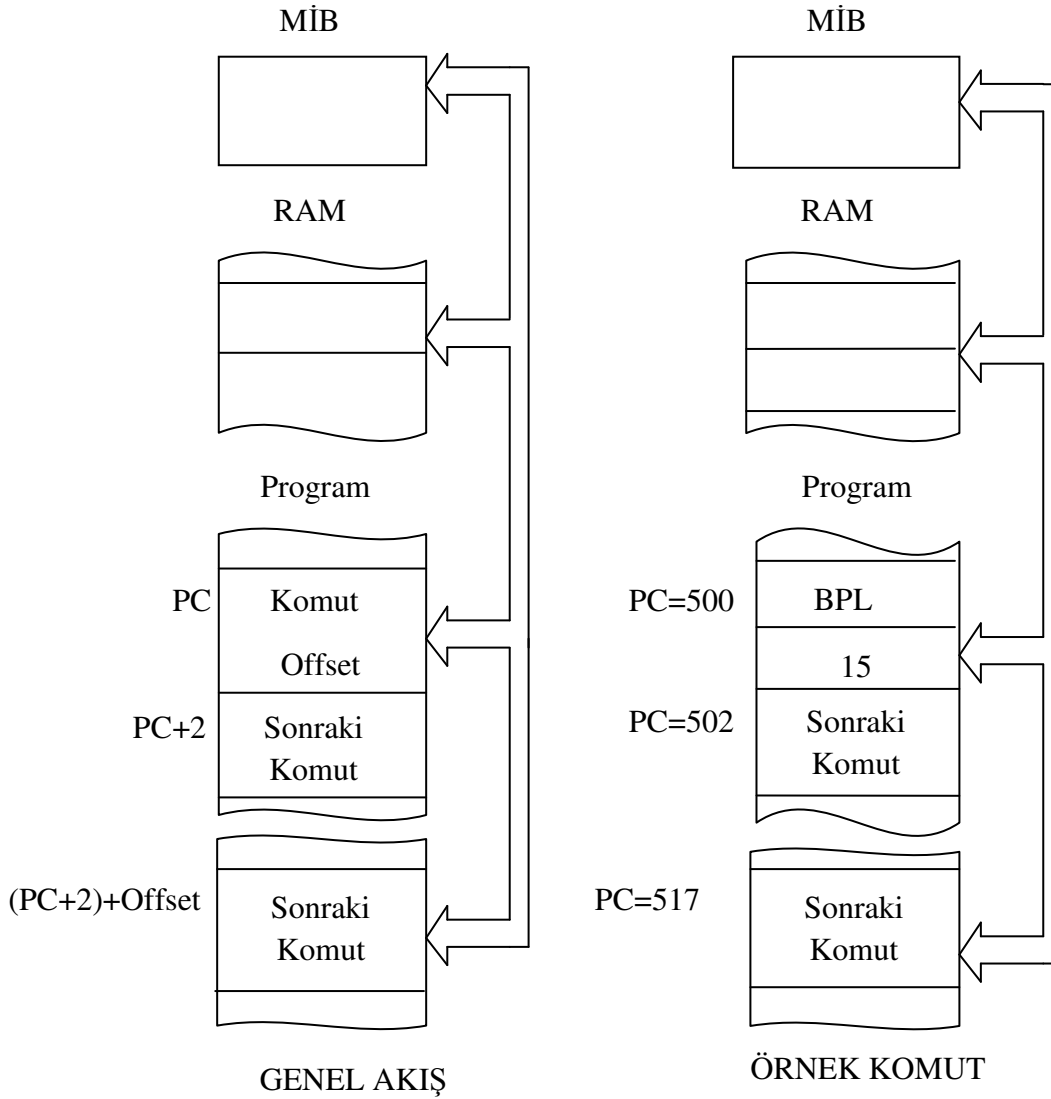 MİB
RAM
Program
PC
Komut
Offset
PC+2
Sonraki
Komut
(PC+2)+Offset
Sonraki
Komut
GENEL AKIŞ
MİB
RAM
Program
PC=500
BPL
15
PC=502
Sonraki
Komut
PC=517
Sonraki
Komut
ÖRNEK KOMUT